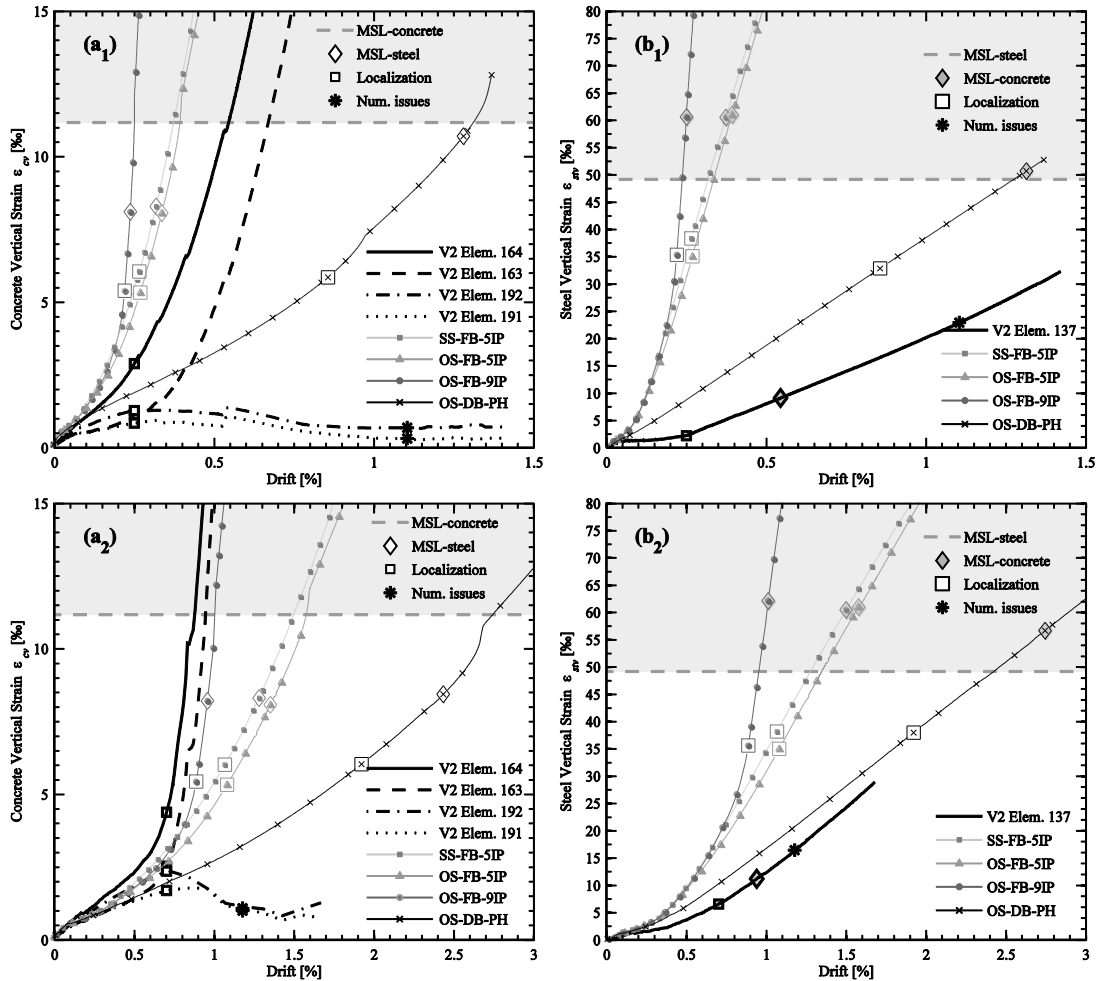 (a1)
MSL-concrete
MSL-steel
Localization
Num. issues
V2 Elem. 164
V2 Elem. 163
V2 Elem. 192
V2 Elem. 191
SS-FB-5IP
OS-FB-5IP
OS-FB-9IP
OS-DB-PH
Concrete Vertical Strain ε cv [‰]
15
10
5
0
0
0.5
1
1.5
Drift [%]
(b1)
MSL-steel
MSL-concrete
Localization
Num. issues
V2 Elem. 137
SS-FB-5IP
OS-FB-5IP
OS-FB-9IP
OS-DB-PH
Steel Vertical Strain ε stv [‰]
80
75
70
65
60
55
50
45
40
35
30
25
20
15
10
5
0
0
0.5
1
1.5
Drift [%]
(a2)
MSL-concrete
MSL-steel
Localization
Num. issues
V2 Elem. 164
V2 Elem. 163
V2 Elem. 192
V2 Elem. 191
SS-FB-5IP
OS-FB-5IP
OS-FB-9IP
OS-DB-PH
Concrete Vertical Strain ε cv [‰]
15
10
5
0
0
0.5
1
1.5
2
2.5
3
Drift [%]
(b2)
MSL-steel
MSL-concrete
Localization
Num. issues
V2 Elem. 137
SS-FB-5IP
OS-FB-5IP
OS-FB-9IP
OS-DB-PH
Steel Vertical Strain ε stv [‰]
80
75
70
65
60
55
50
45
40
35
30
25
20
15
10
5
0
0
0.5
1
1.5
2
2.5
3
Drift [%]